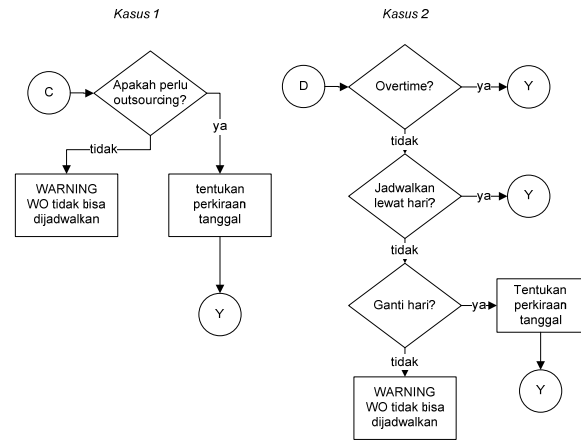 Kasus 1
C
Apakah perlu
outsourcing?
ya
tidak
WARNING
WO tidak bisa
dijadwalkan
tentukan
perkiraan
tanggal
Y
Kasus 2
D
Overtime?
ya
Y
tidak
Jadwalkan
lewat hari?
ya
Y
tidak
Ganti hari?
ya
Tentukan
perkiraan
tanggal
Y
tidak
WARNING
WO tidak bisa
dijadwalkan